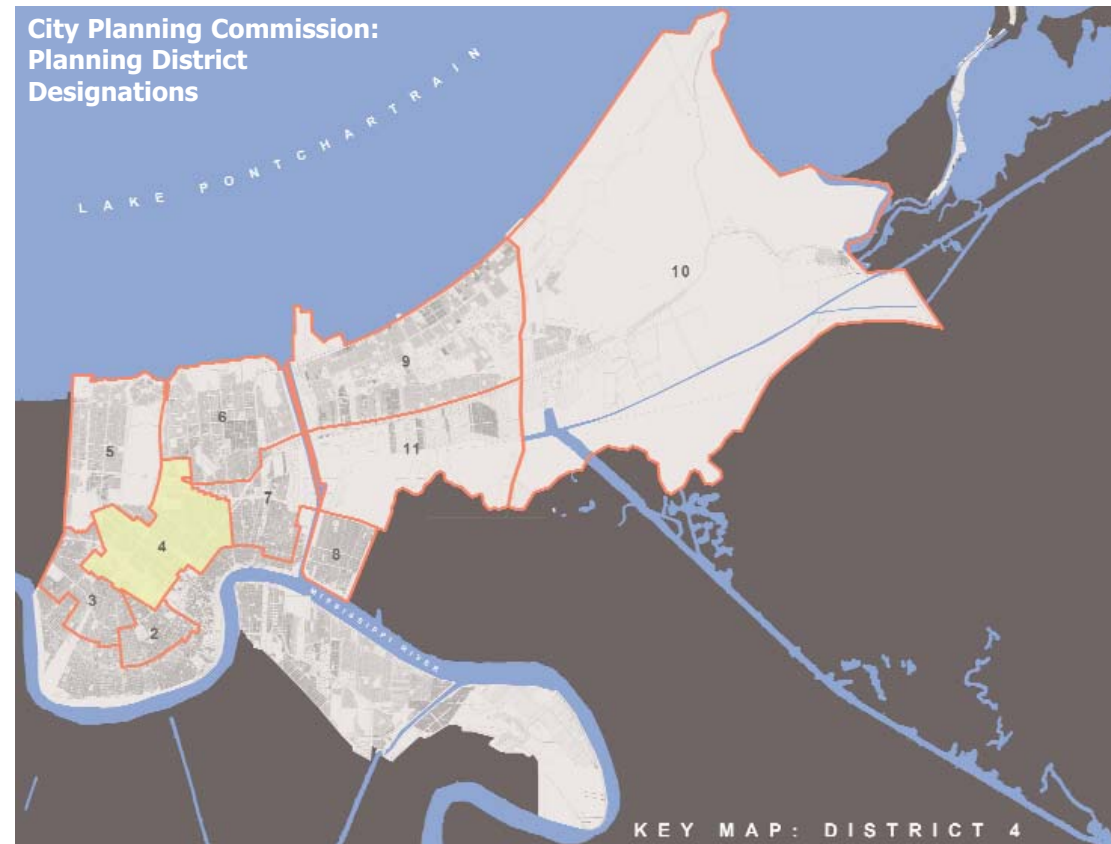 City Planning Commission:
Planning District
Designations
LAKE PONTCHARTRAIN
10
9
6
11
5
7
4
8
3
2
MISSISSIPPI RIVER
KEY MAP: DISTRICT 4